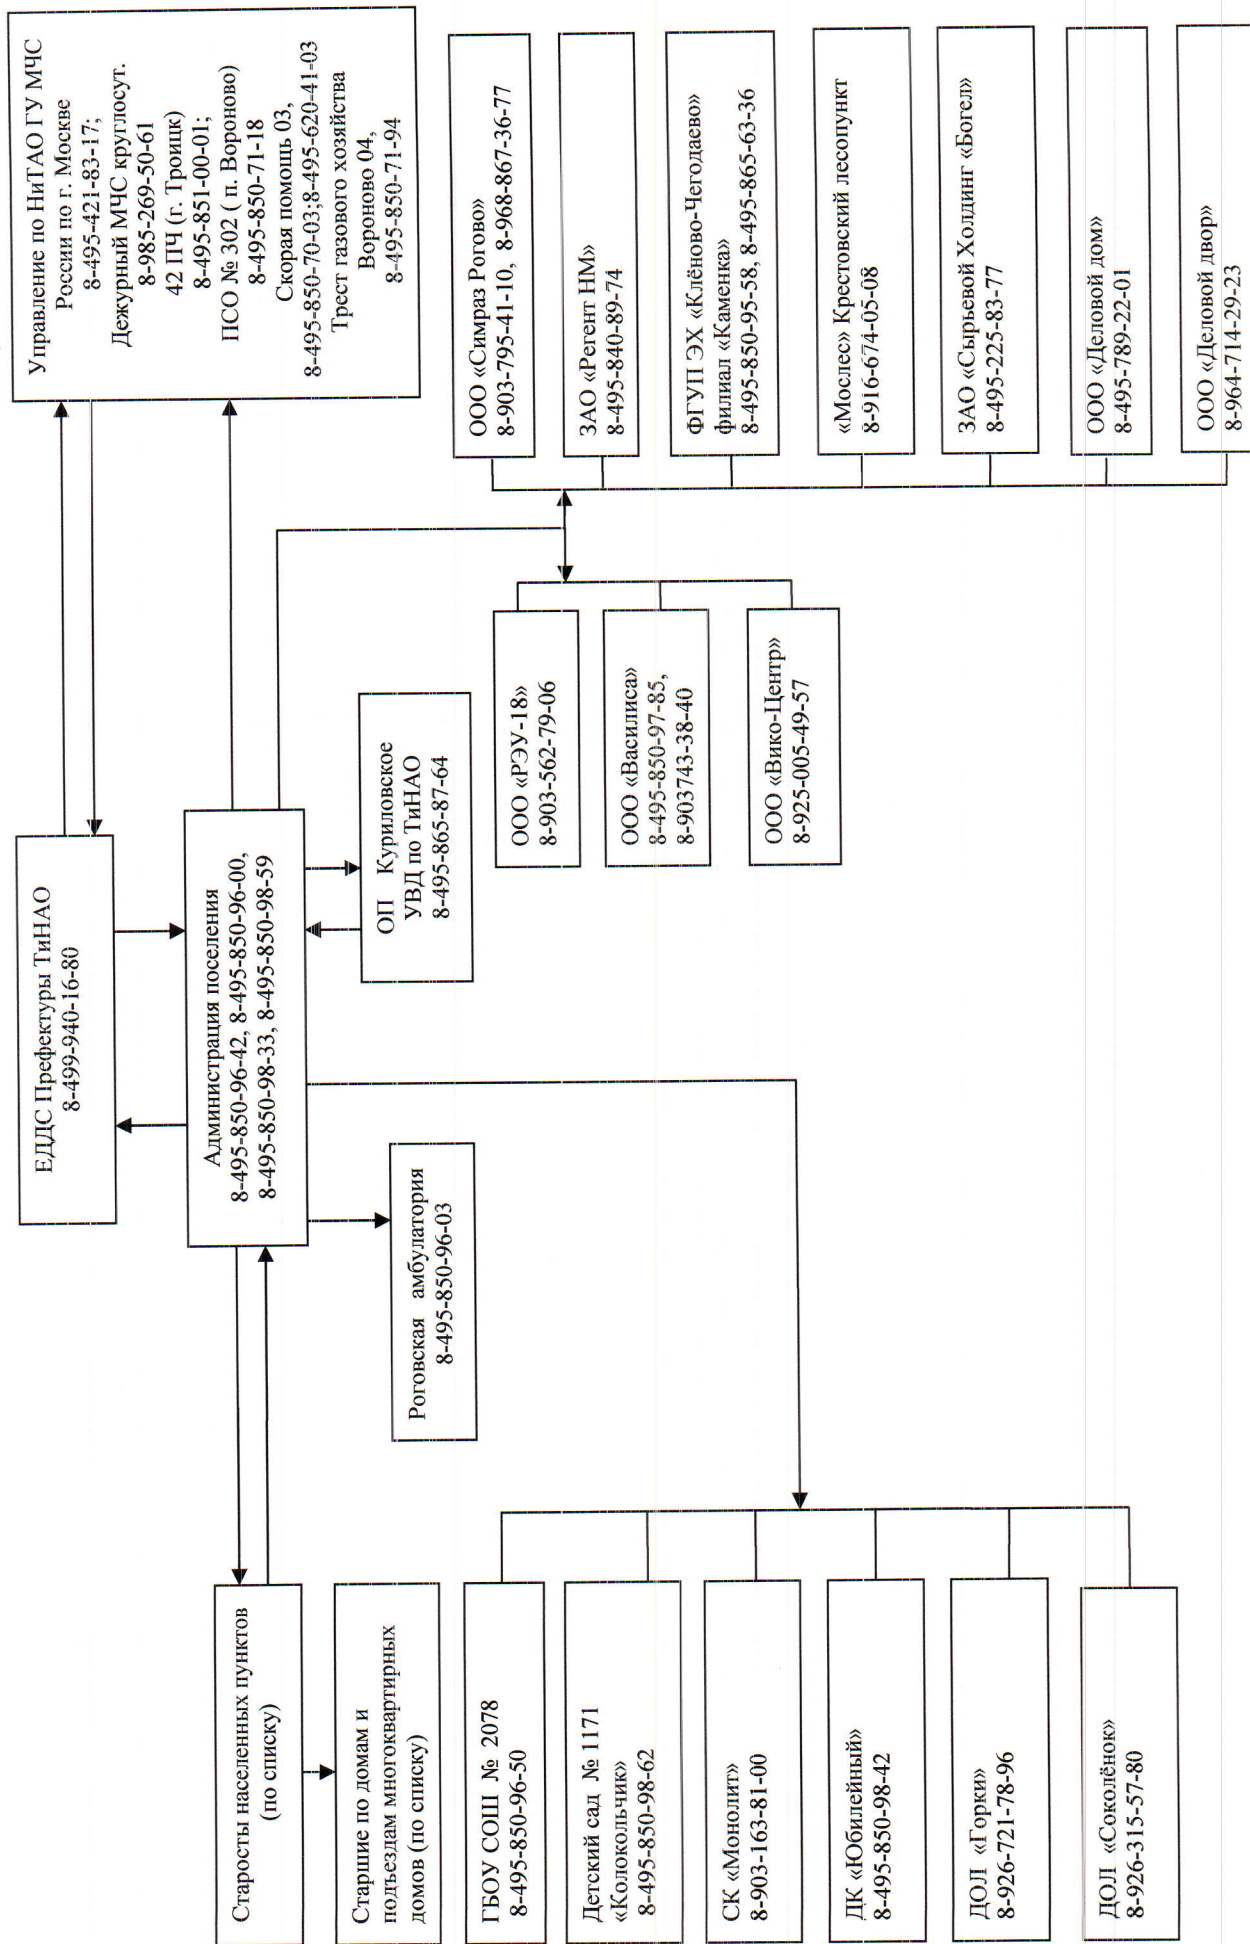 ЕДДС Префектуры ТиНАО
8-499-940-16-80
Управление по НиТАО ГУ МЧС
России по г. Москве
8-495-421-83-17;
Дежурный МЧС круглосут.
8-985-269-50-61
42 ПЧ (г. Троицк)
8-495-851-00-01;
ПСО № 302 ( п. Вороново)
8-495-850-71-18
Скорая помощь 03,
8-495-850-70-03;8-495-620-41-03
Трест газового хозяйства
Вороново 04,
8-495-850-71-94
Старосты населенных пунктов
(по списку)
Администрация поселения
8-495-850-96-42, 8-495-850-96-00,
8-495-850-98-33, 8-495-850-98-59
Старшие по домам и
подъездам многоквартирных
домов (по списку)
Роговская амбулатория
8-495-850-96-03
ОП Куриловское
УВД по ТиНАО
8-495-865-87-64
ГБОУ СОШ № 2078
8-495-850-96-50
Детский сад № 1171
«Колокольчик»
8-495-850-98-62
СК «Монолит»
8-903-163-81-00
ДК «Юбилейный»
8-495-850-98-42
ДОЛ «Горки»
8-926-721-78-96
ДОЛ «Соколёнок»
8-926-315-57-80
ООО «РЭУ-18»
8-903-562-79-06
ООО «Василиса»
8-495-850-97-85,
8-903743-38-40
ООО «Вико-Центр»
8-925-005-49-57
ООО «Симраз Рогово»
8-903-795-41-10, 8-968-867-36-77
ЗАО «Регент НМ»
8-495-840-89-74
ФГУП ЭХ «Клёново-Чегодаево»
филиал «Каменка»
8-495-850-95-58, 8-495-865-63-36
«Мослес» Крестовский лесопункт
8-916-674-05-08
ЗАО «Сырьевой Холдинг «Богел»
8-495-225-83-77
ООО «Деловой дом»
8-495-789-22-01
ООО «Деловой двор»
8-964-714-29-23